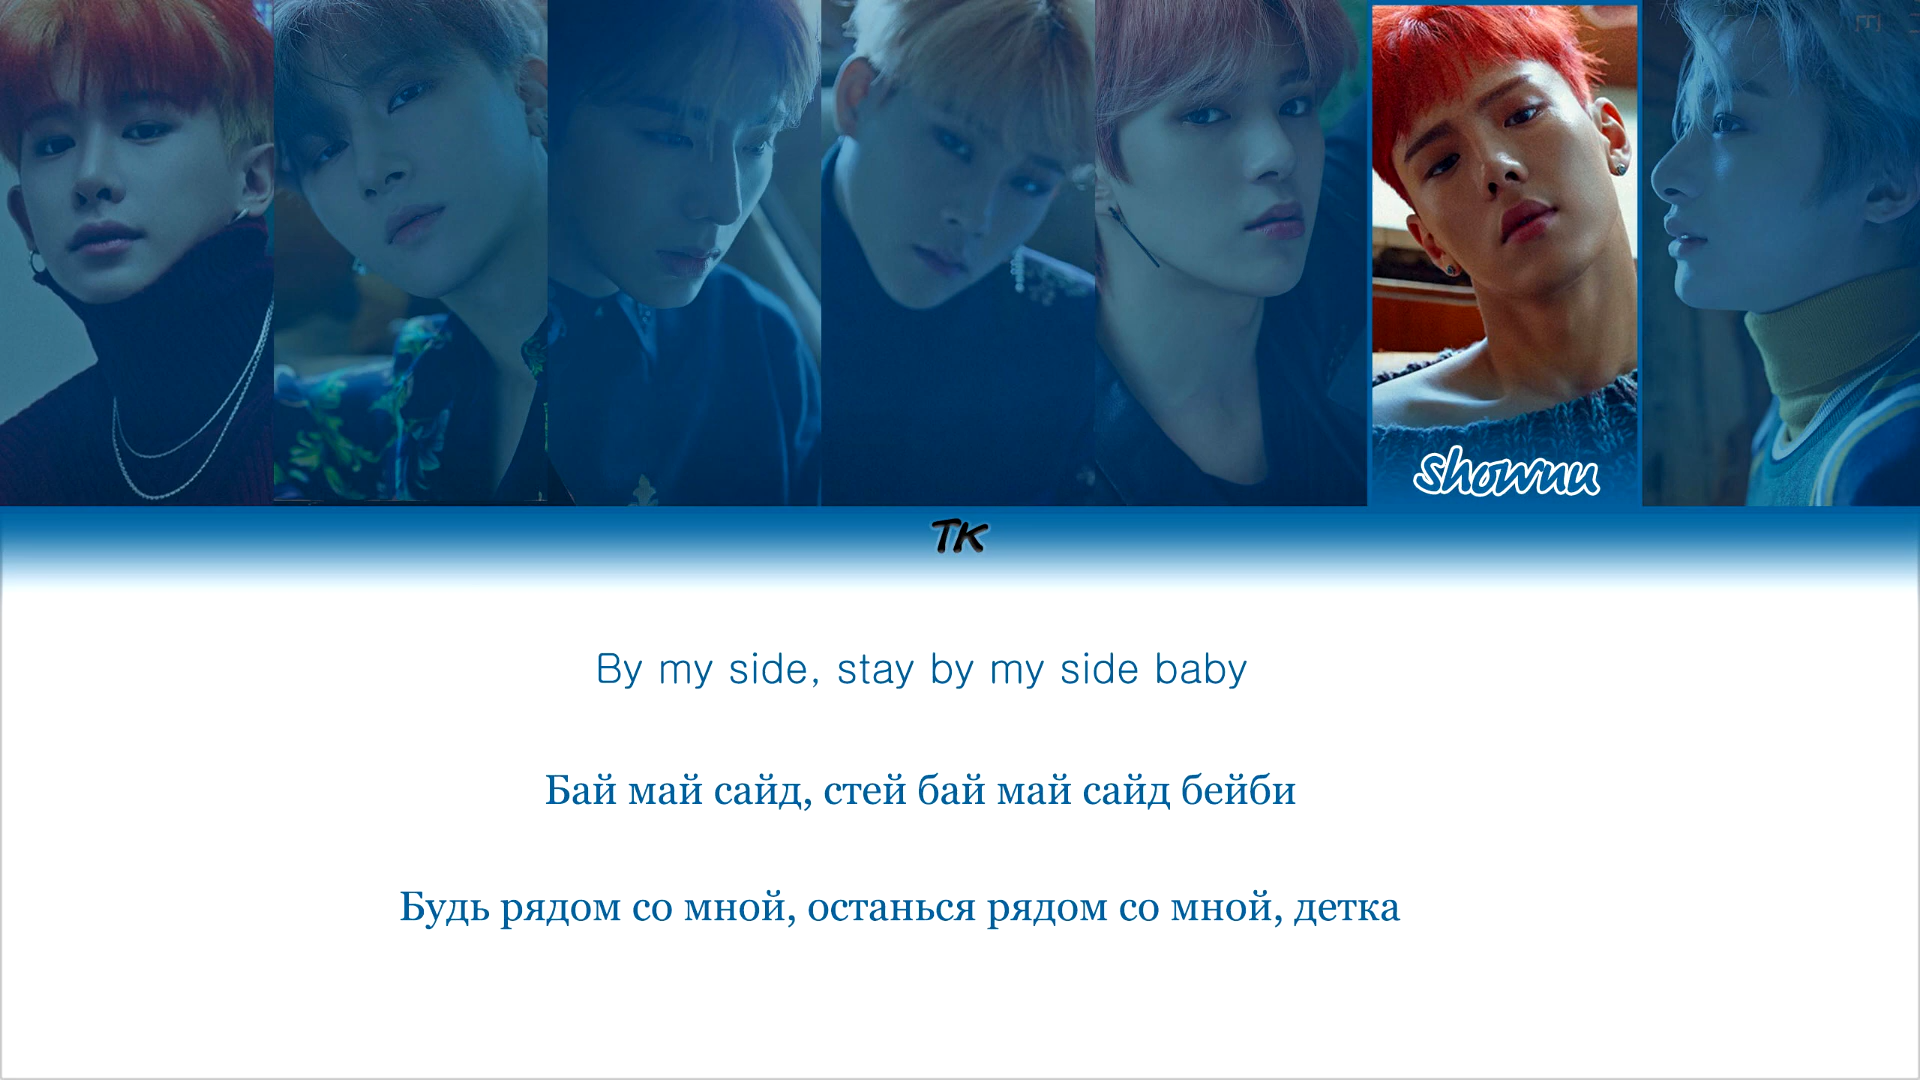 shownu
TK
By my side, stay by my side baby
Бай май сайд, стей бай май сайд бейби
Будь рядом со мной, останься рядом со мной, детка